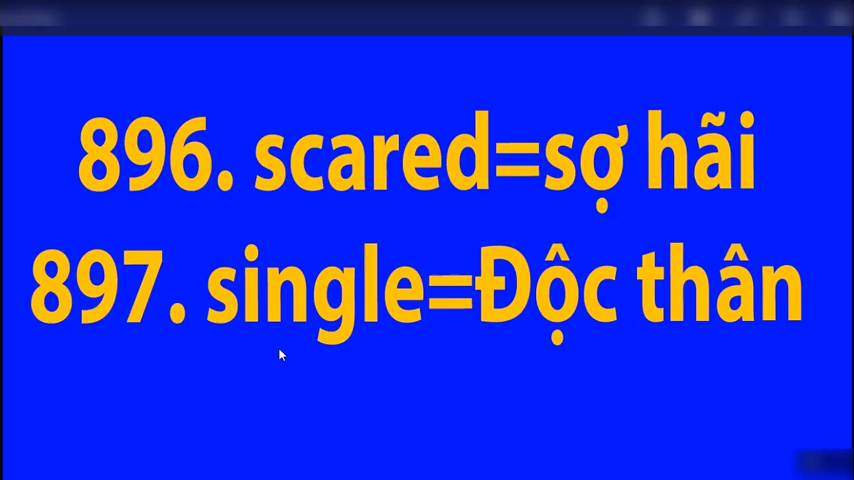 896. scared=sợ hãi
897. single=Độc thân